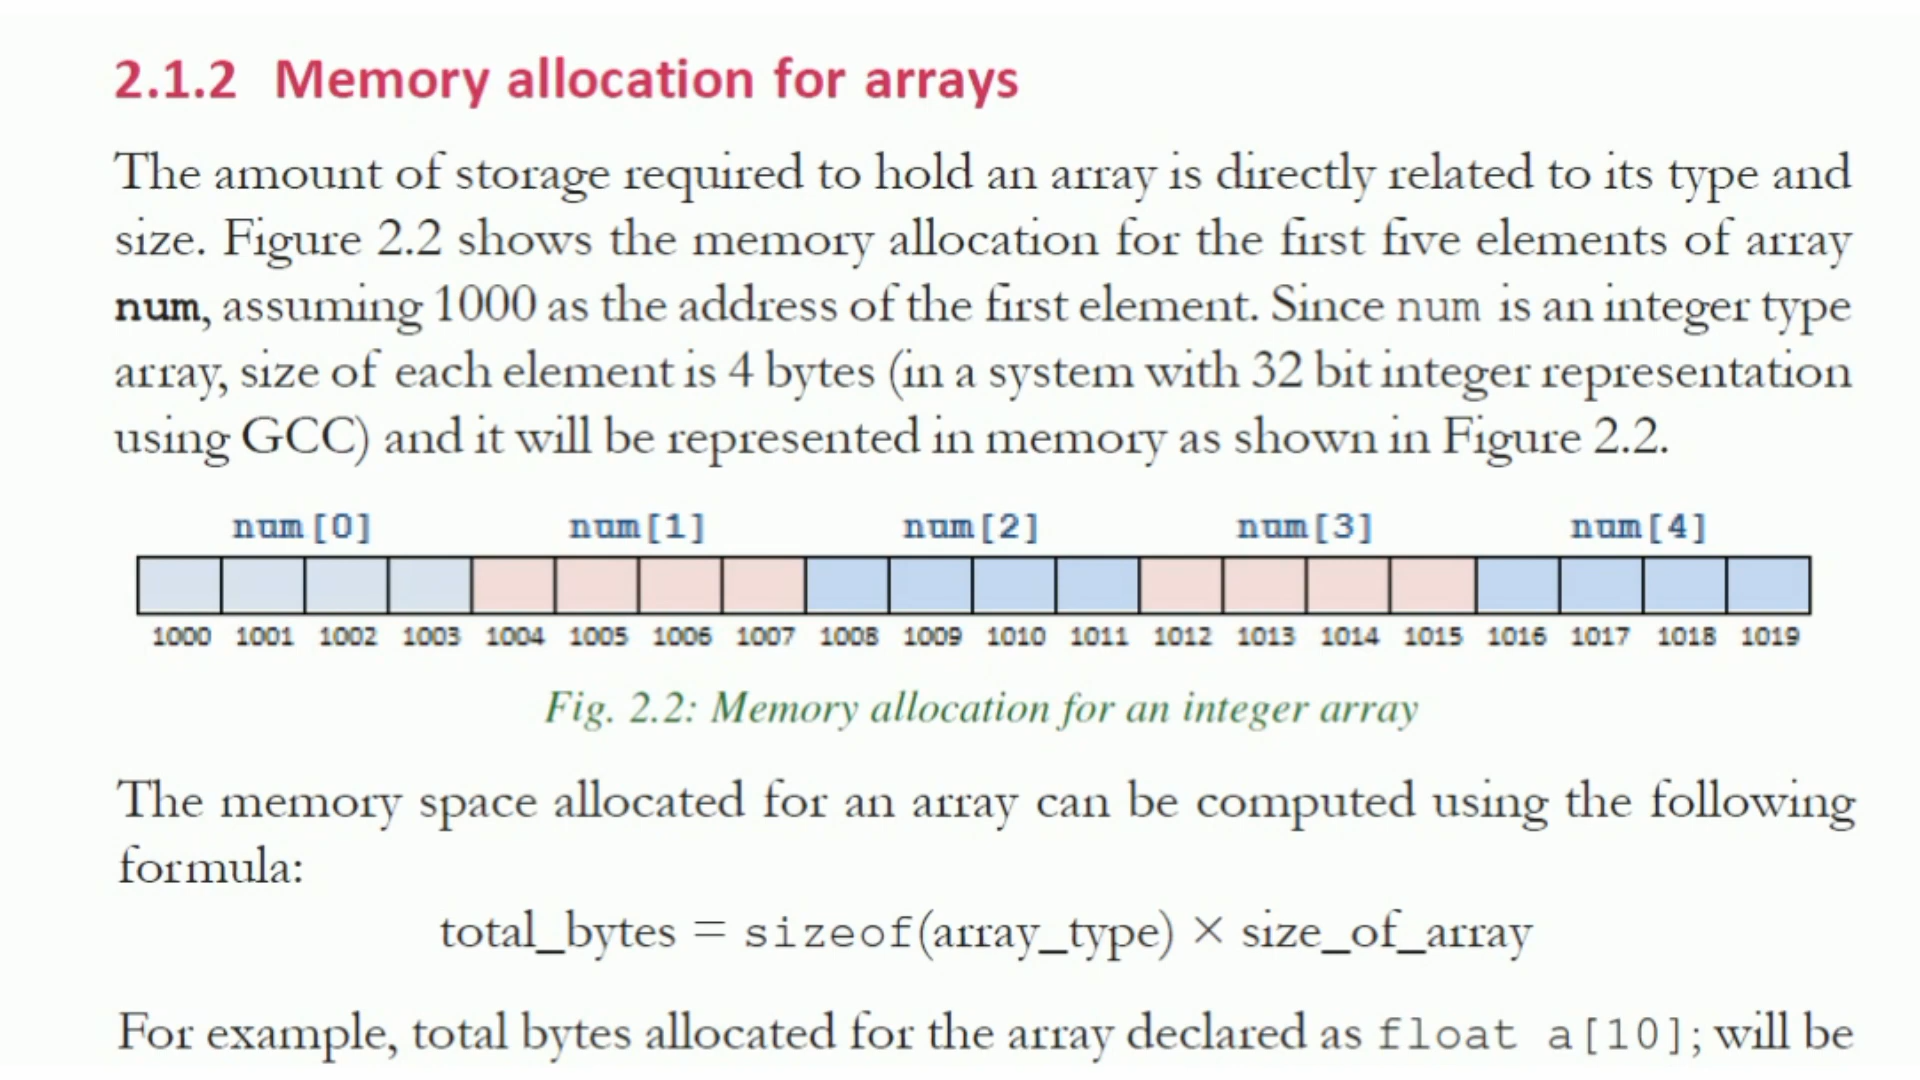 2.1.2 Memory allocation for arrays
The amount of storage required to hold an array is directly related to its type and
size. Figure 2.2 shows the memory allocation for the first five elements of array
num, assuming 1000 as the address of the first element. Since num is an integer type
array, size of each element is 4 bytes (in a system with 32 bit integer representation
using GCC) and it will be represented in memory as shown in Figure 2.2.
num[0] num[1] num[2] num[3] num[4]
1000 1001 1002 1003 1004 1005 1006 1007 1008 1009 1010 1011 1012 1013 1014 1015 1016 1017 1018 1019
Fig. 2.2: Memory allocation for an integer array
The memory space allocated for an array can be computed using the following
formula:
total_bytes = sizeof(array_type) × size_of_array
For example, total bytes allocated for the array declared as float a[10]; will be